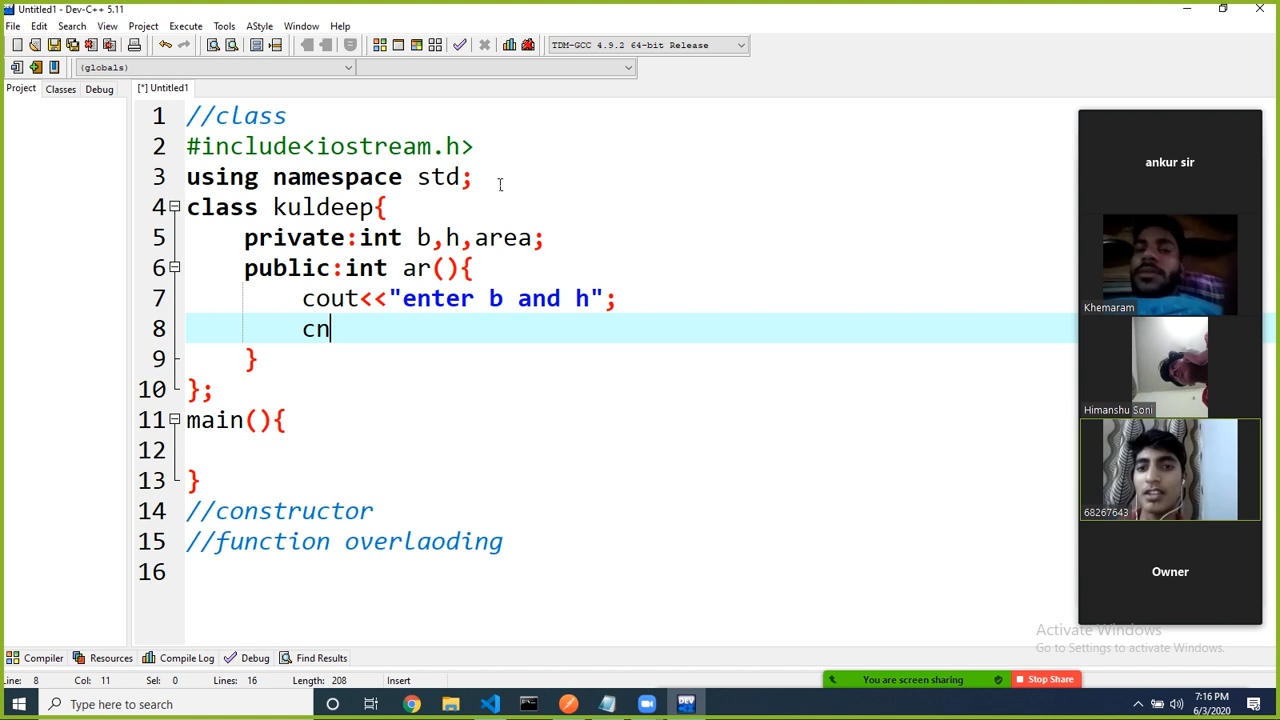 Untitled1 - Dev-C++ 5.11
File Edit Search View Project Execute Tools AStyle Window Help
TDM-GCC 4.9.2 64-bit Release
(globals)
Project Classes Debug [*] Untitled1
1 //class
2 #include<iostream.h>
3 using namespace std;
4 class kuldeep{
5 private:int b,h,area;
6 public:int ar(){
7 cout<<"enter b and h";
8 cn
9 }
10 };
11 main(){
12
13 }
14 //constructor
15 //function overlaoding
16
ankur sir
Khemaram
Himanshu Soni
68267643
Owner
Activate Windows
Go to Settings to activate Windows.
Compiler Resources Compile Log Debug Find Results
Line: 8 Col: 11 Sel: 0 Lines: 16 Length: 208 Insert
You are screen sharing Stop Share
Type here to search
DEV
7:16 PM
6/3/2020